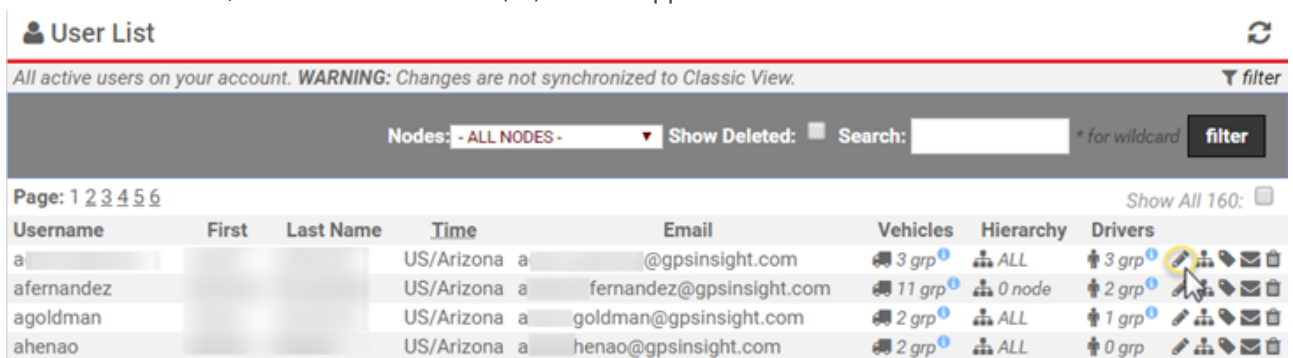 User List
All active users on your account. WARNING: Changes are not synchronized to Classic View. filter
Nodes: - ALL NODES - Show Deleted: Search: * for wildcard filter
Page: 1 2 3 4 5 6 Show All 160:
Username First Last Name Time Email Vehicles Hierarchy Drivers
a US/Arizona a @gpsinsight.com 3 grp ALL 3 grp
afernandez US/Arizona a fernandez@gpsinsight.com 11 grp 0 node 2 grp
agoldman US/Arizona a goldman@gpsinsight.com 2 grp ALL 1 grp
ahenao US/Arizona a henao@gpsinsight.com 2 grp ALL 0 grp